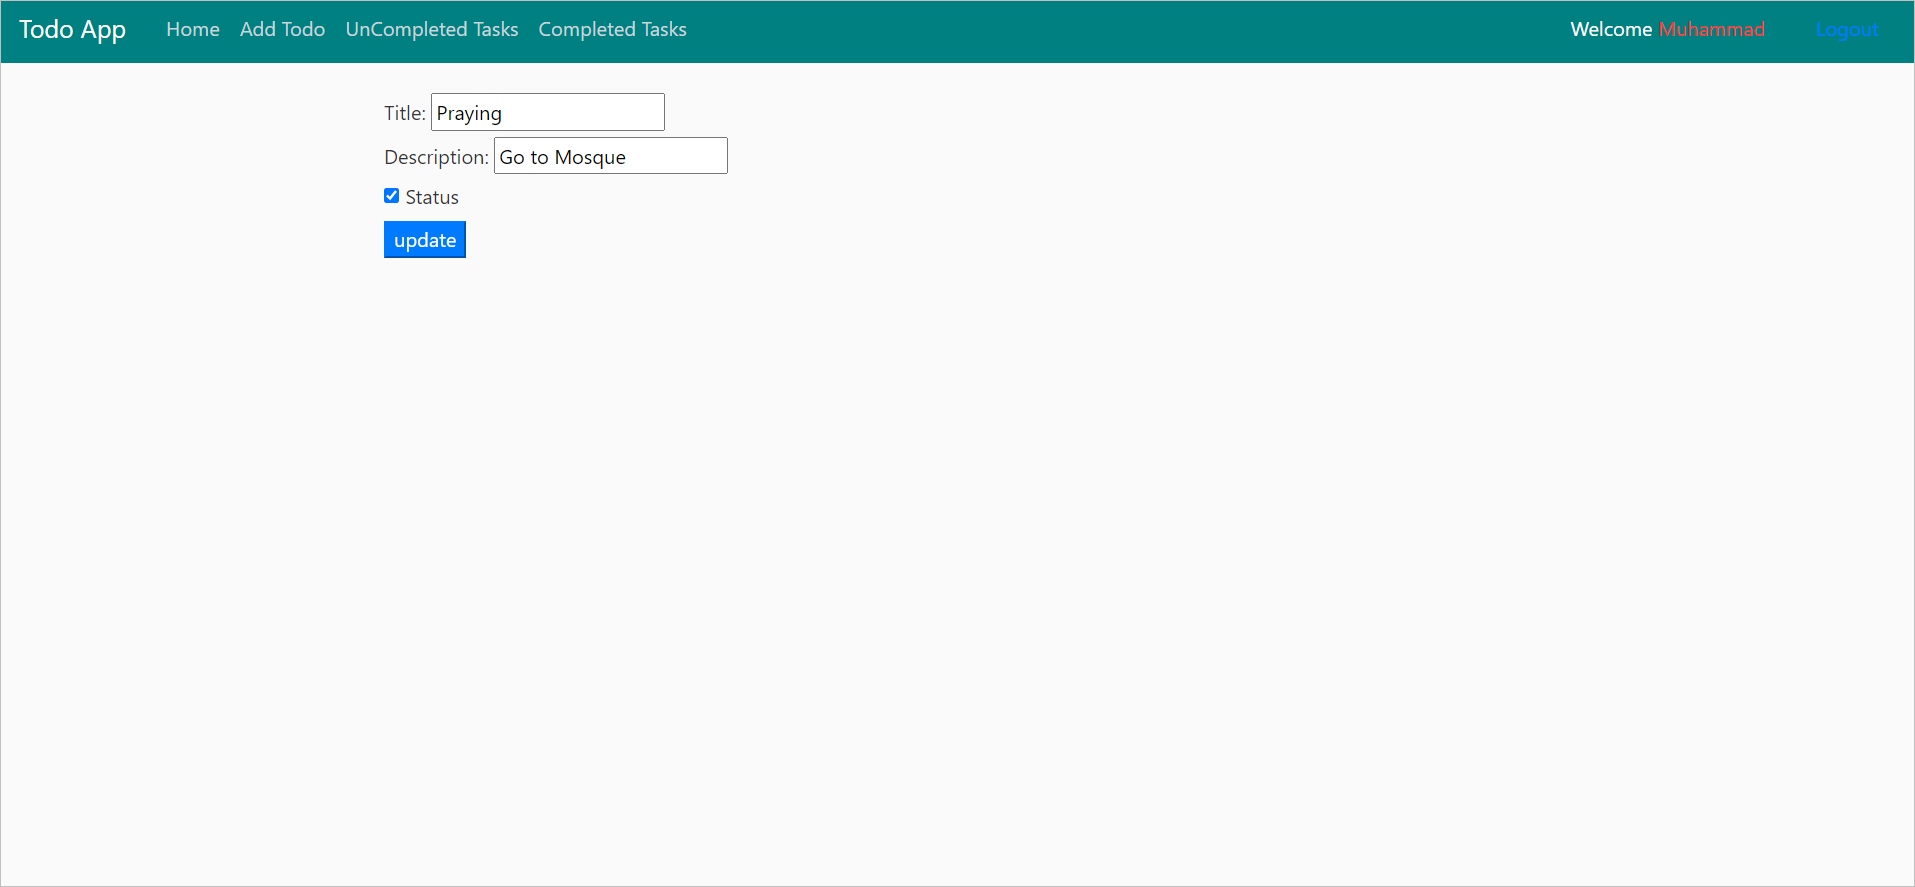 Todo App Home Add Todo UnCompleted Tasks Completed Tasks Welcome Muhammad Logout
Title: Praying
Description: Go to Mosque
Status
update